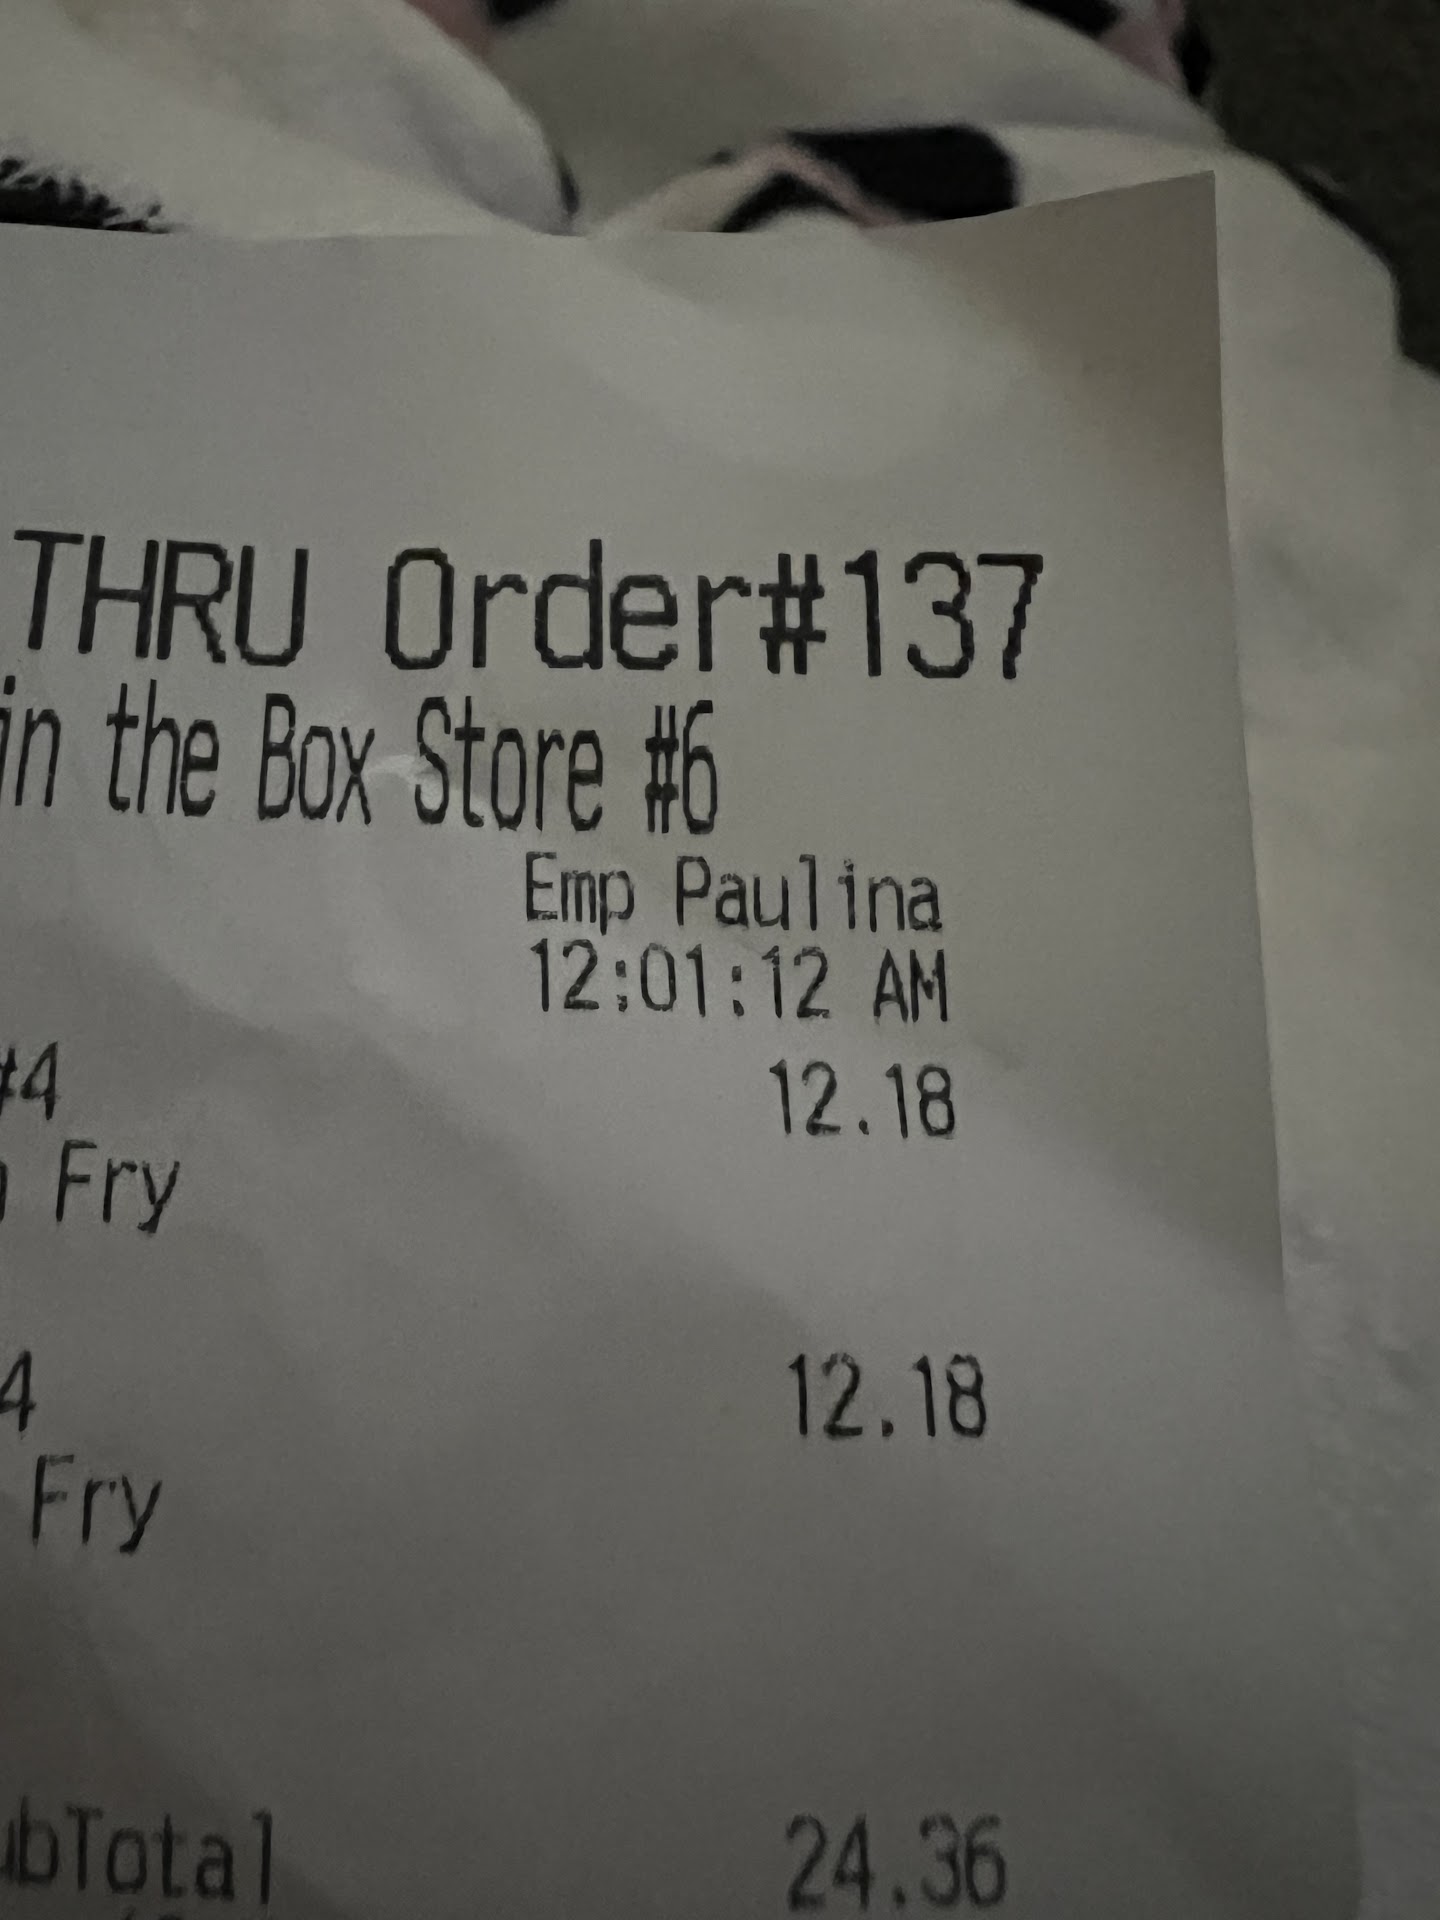 THRU Order#137
in the Box Store #6
Emp Paulina
12:01:12 AM
#4 12.18
Fry
4 12.18
Fry
ubTotal 24.36